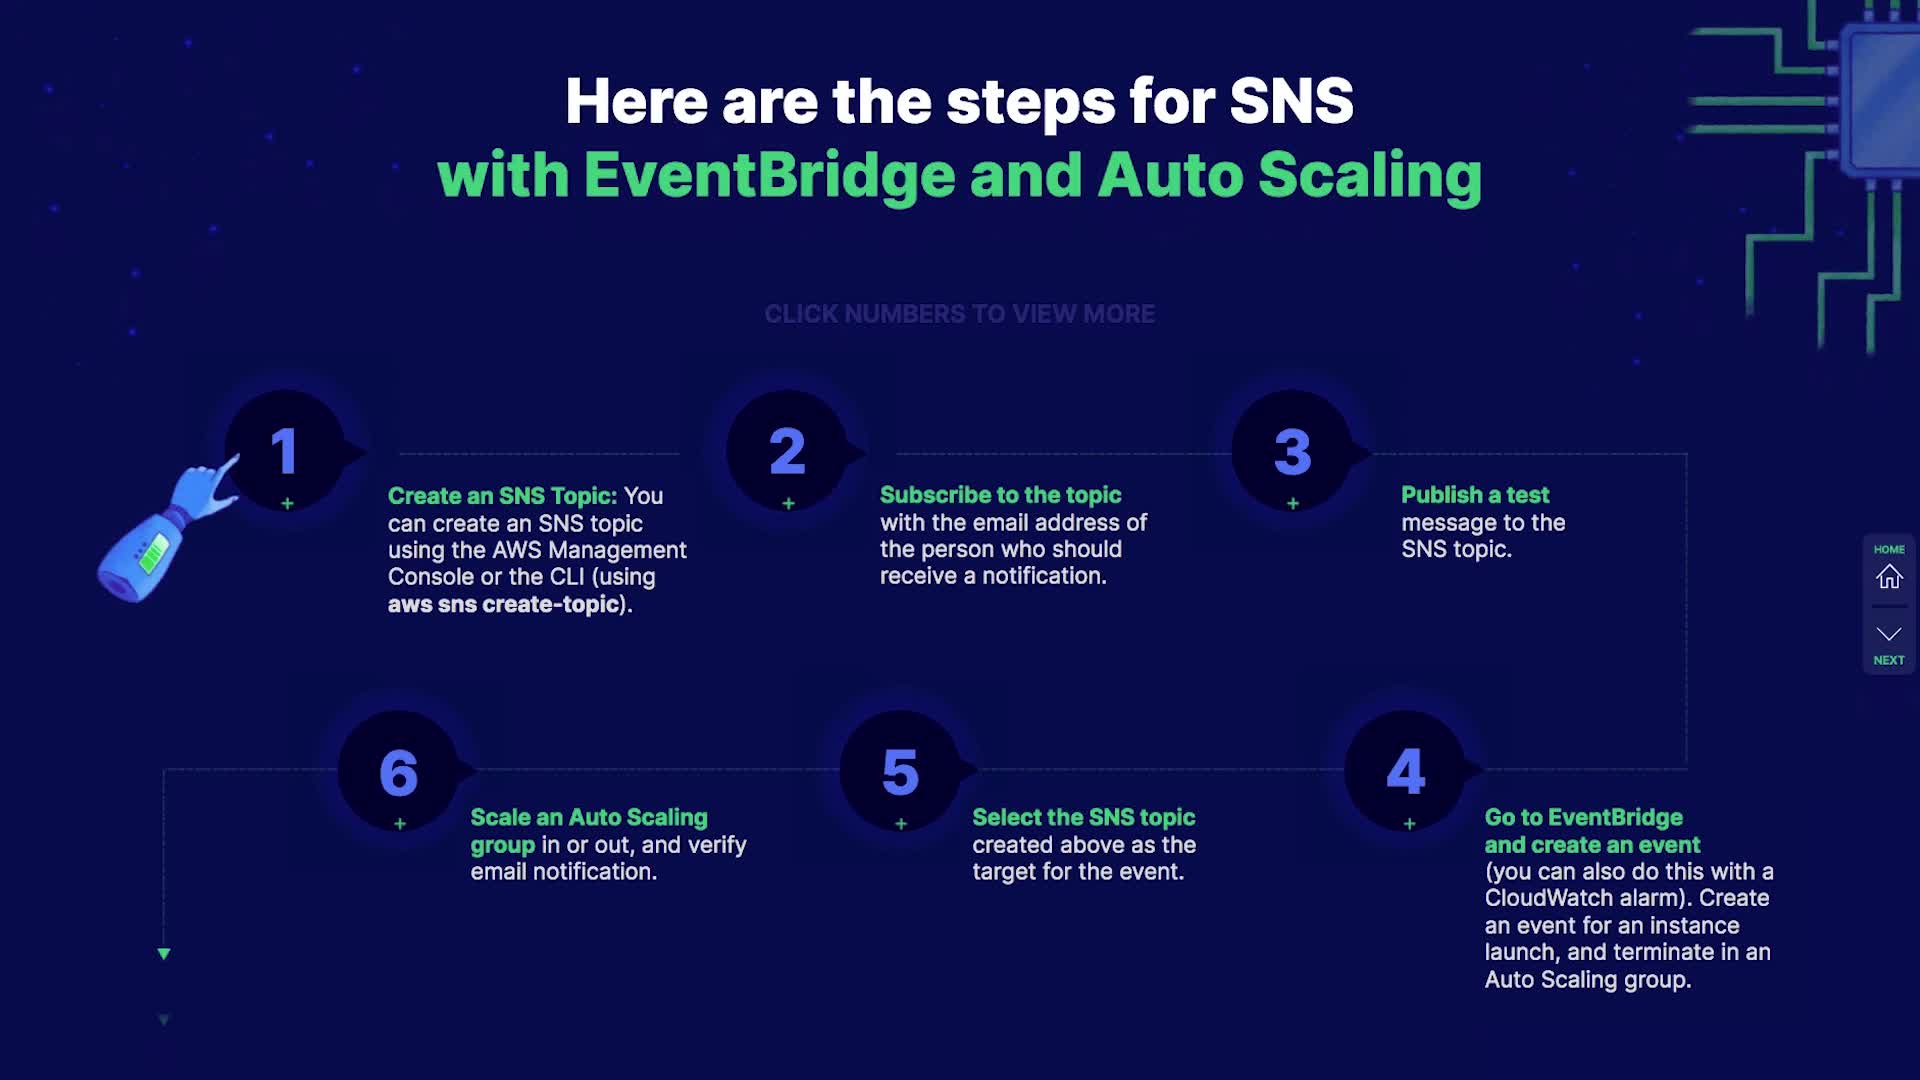 Here are the steps for SNS
with EventBridge and Auto Scaling
CLICK NUMBERS TO VIEW MORE
1
+
Create an SNS Topic: You
can create an SNS topic
using the AWS Management
Console or the CLI (using
aws sns create-topic).
2
+
Subscribe to the topic
with the email address of
the person who should
receive a notification.
3
+
Publish a test
message to the
SNS topic.
4
+
Go to EventBridge
and create an event
(you can also do this with a
CloudWatch alarm). Create
an event for an instance
launch, and terminate in an
Auto Scaling group.
5
+
Select the SNS topic
created above as the
target for the event.
6
+
Scale an Auto Scaling
group in or out, and verify
email notification.
HOME
NEXT